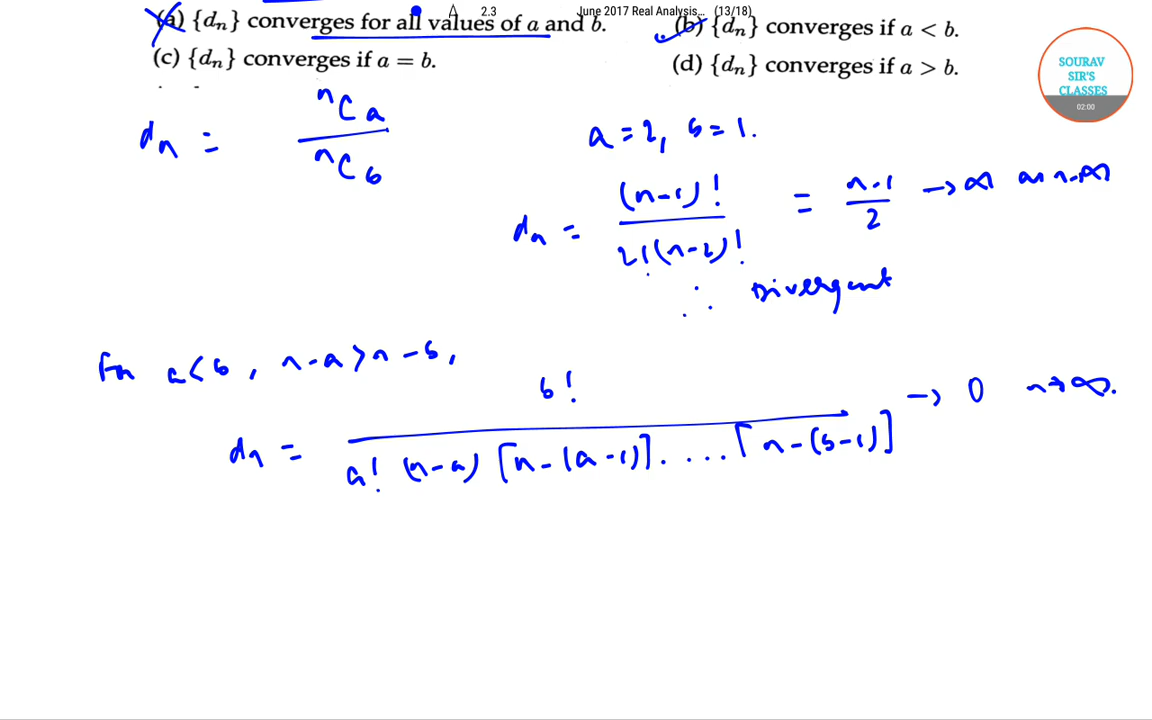 2.3 June 2017 Real Analysis... (13/18)
(a) {dn} converges for all values of a and b. (b) {dn} converges if a < b.
(c) {dn} converges if a = b. (d) {dn} converges if a > b.
SOURAV
SIR'S
CLASSES
02:00
dn = nCa / nCb
a = 2, b = 1.
dn = (n-1)! / 2!(n-2)! = n-1 / 2 → ∞ as n→∞
∴ Divergent
For a < b, n-a > n-b,
dn = b! / a! (n-a) [n-(a-1)]. ... [n-(b-1)] → 0 n→∞.